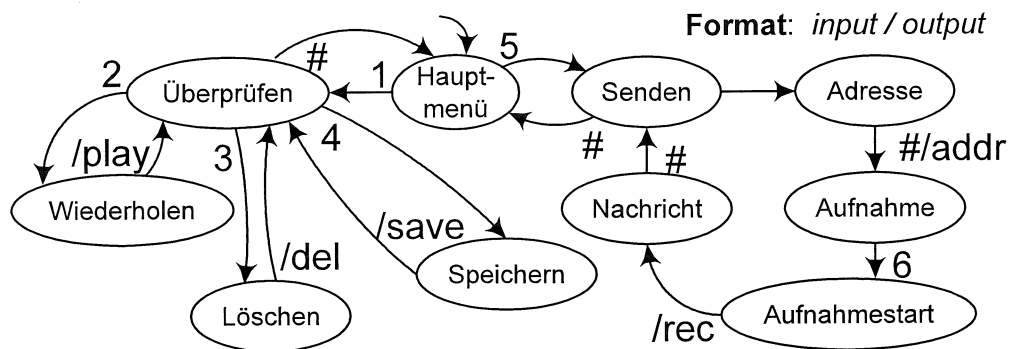 Format: input / output
# 5
2 Überprüfen 1 Haupt-
menü Senden Adresse
/play 3 4 # # #/addr
Wiederholen Nachricht Aufnahme
/del /save Speichern 6
Löschen /rec Aufnahmestart